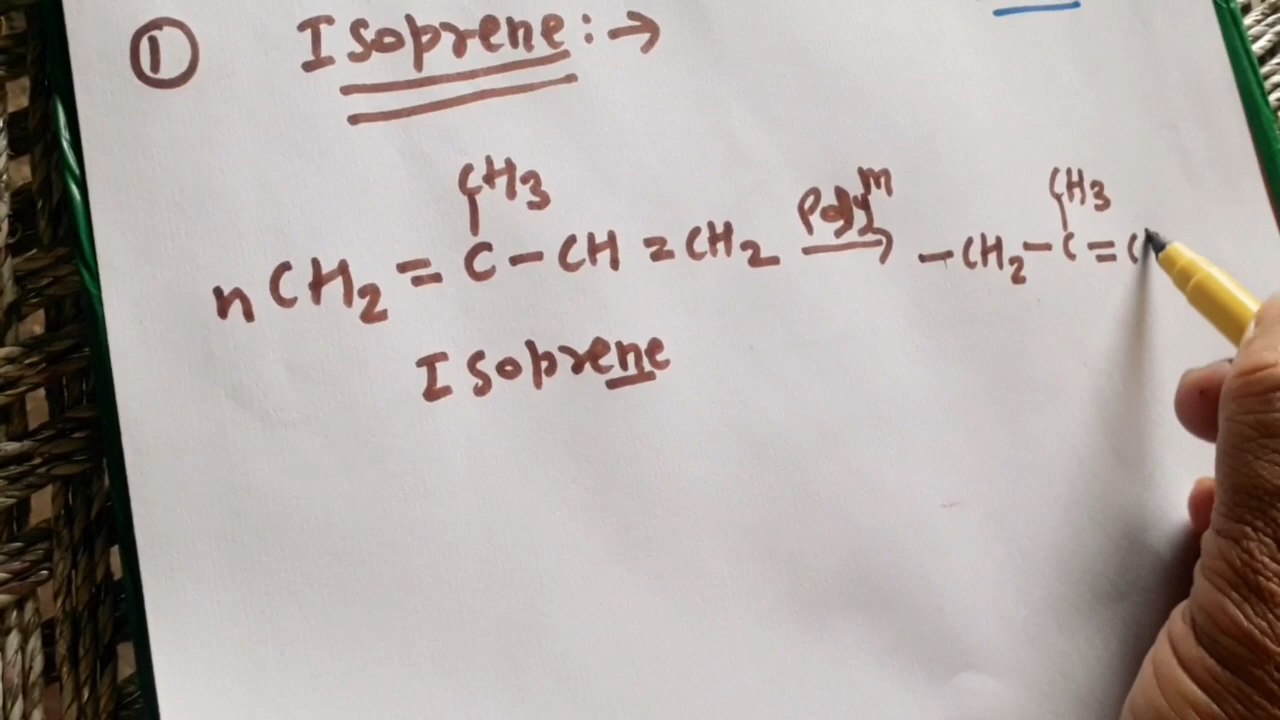 ① Isoprene:→
CH3 CH3
nCH2=C-CH=CH2 Polym → -CH2-C=C
Isoprene